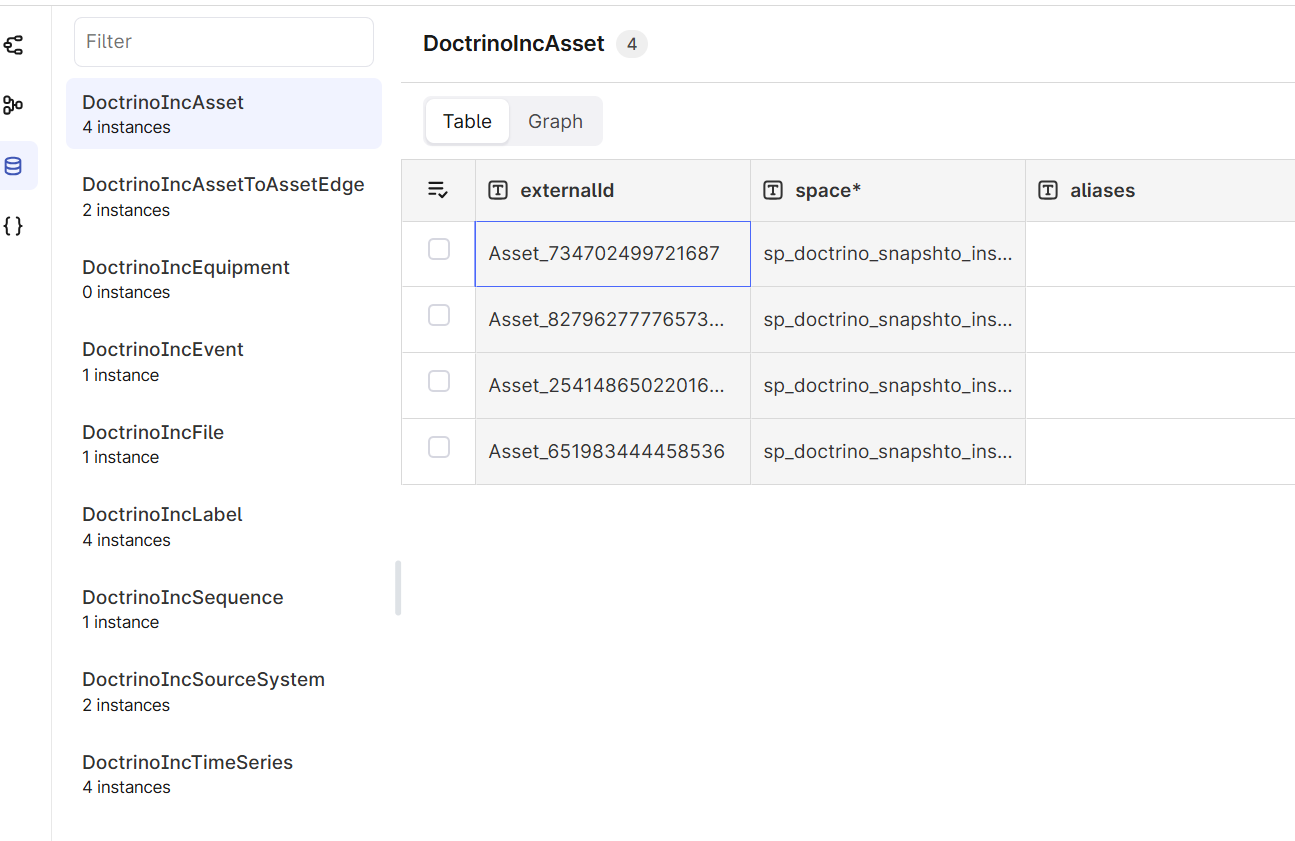 Filter
DoctrinoIncAsset
4 instances
DoctrinoIncAssetToAssetEdge
2 instances
DoctrinoIncEquipment
0 instances
DoctrinoIncEvent
1 instance
DoctrinoIncFile
1 instance
DoctrinoIncLabel
4 instances
DoctrinoIncSequence
1 instance
DoctrinoIncSourceSystem
2 instances
DoctrinoIncTimeSeries
4 instances
DoctrinoIncAsset 4
Table Graph
externalId space* aliases
Asset_734702499721687 sp_doctrino_snapshto_ins...
Asset_82796277776573... sp_doctrino_snapshto_ins...
Asset_25414865022016... sp_doctrino_snapshto_ins...
Asset_651983444458536 sp_doctrino_snapshto_ins...